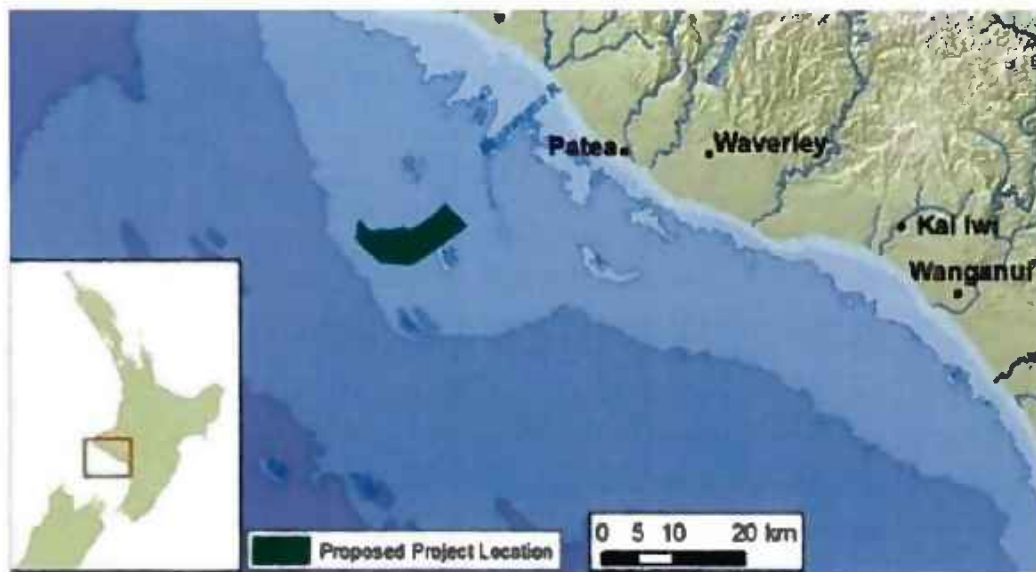 Patea
Waverley
Kai Iwi
Wanganui
0 5 10 20 km
Proposed Project Location